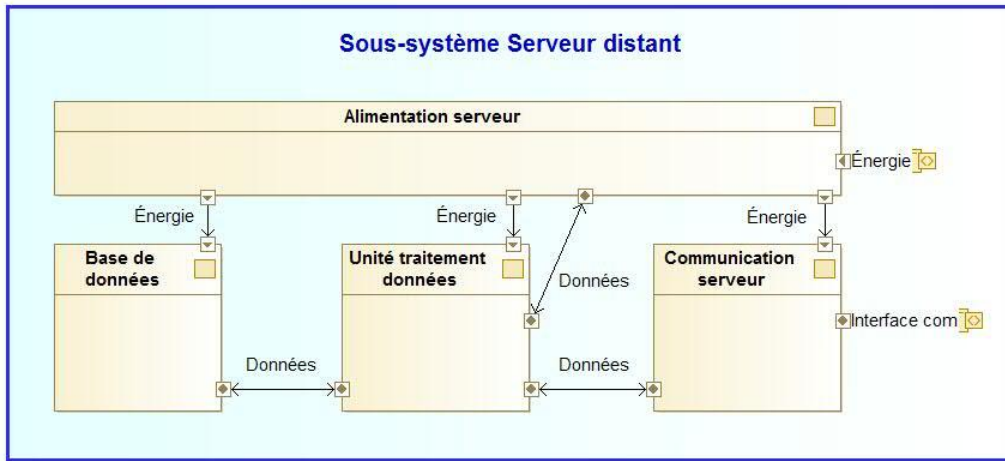 Sous-système Serveur distant
Alimentation serveur
Énergie
Énergie
Énergie
Énergie
Base de
données
Unité traitement
données
Communication
serveur
Données
Interface com
Données
Données